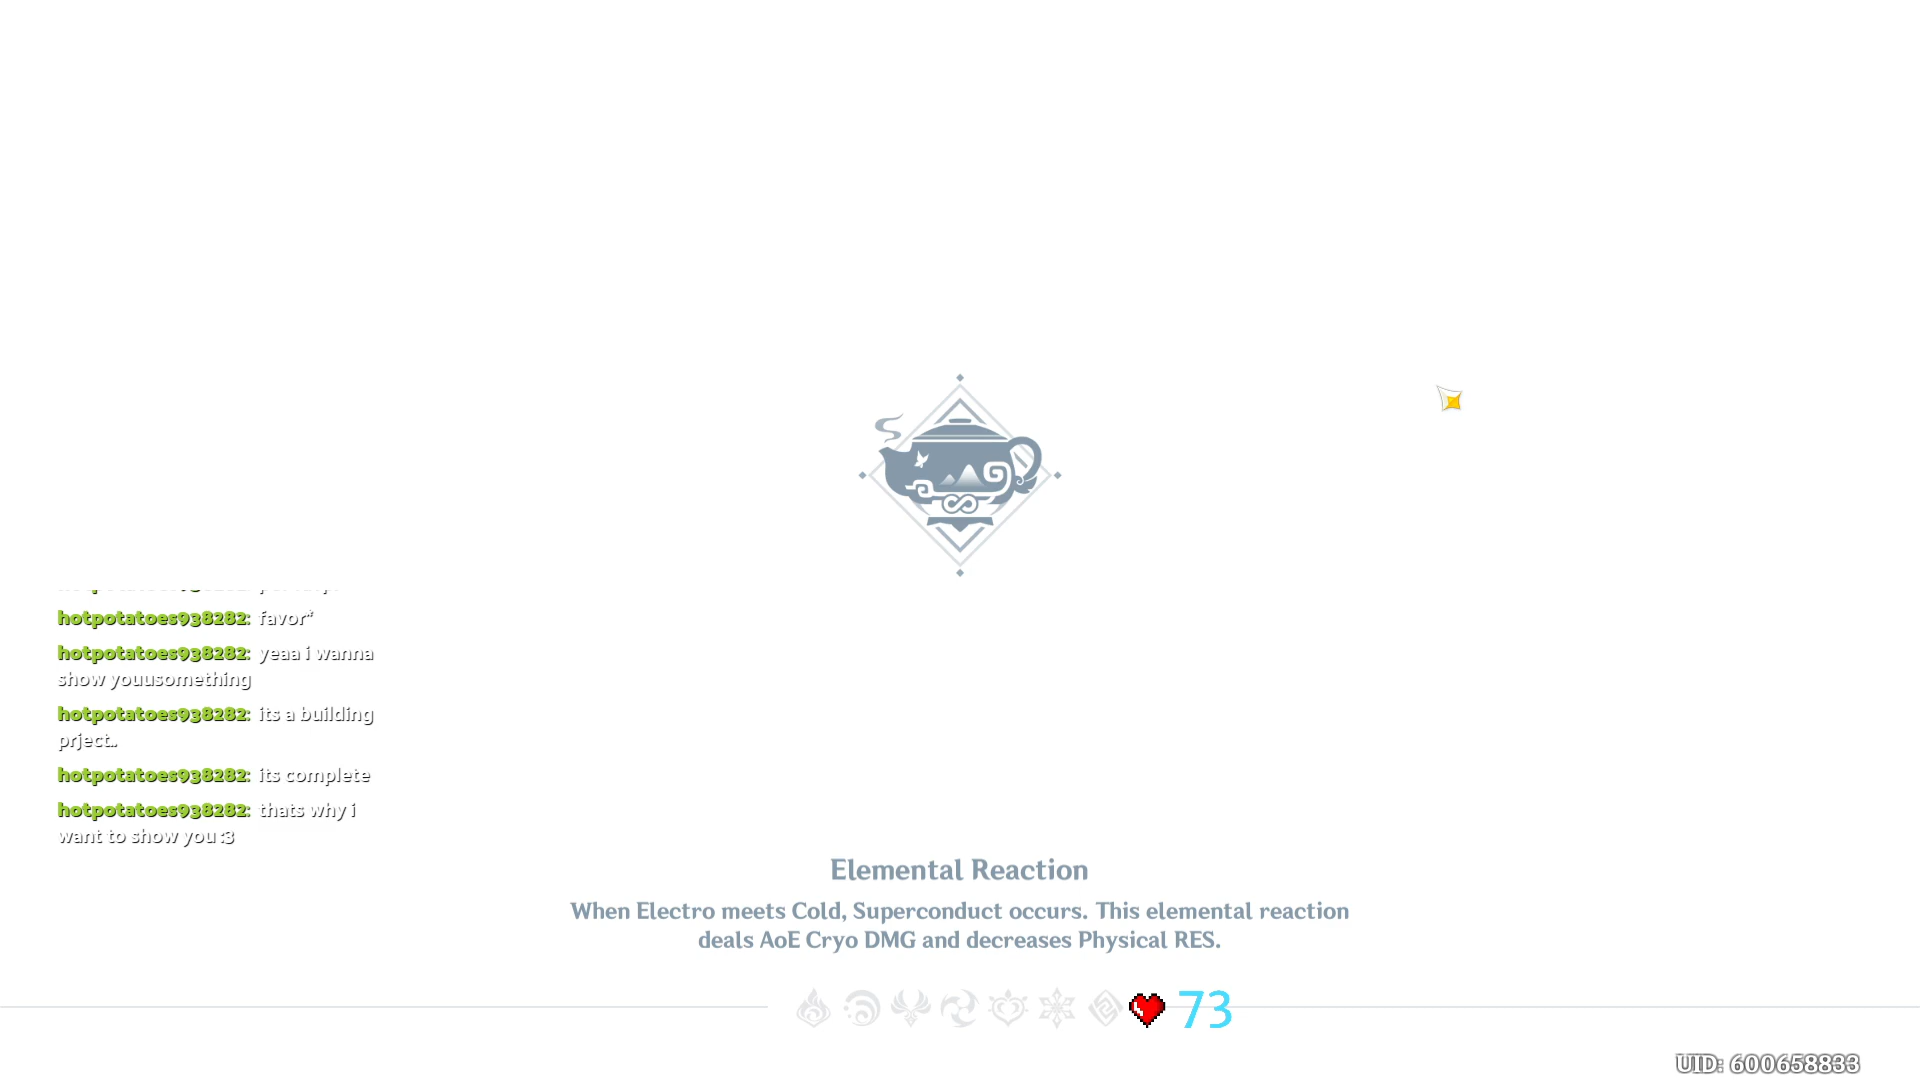 hotpotatoes938282: favor*
hotpotatoes938282: yeaa i wanna
show youusomething
hotpotatoes938282: its a building
prject..
hotpotatoes938282: its complete
hotpotatoes938282: thats why i
want to show you :3
Elemental Reaction
When Electro meets Cold, Superconduct occurs. This elemental reaction
deals AoE Cryo DMG and decreases Physical RES.
73
UID: 600658833